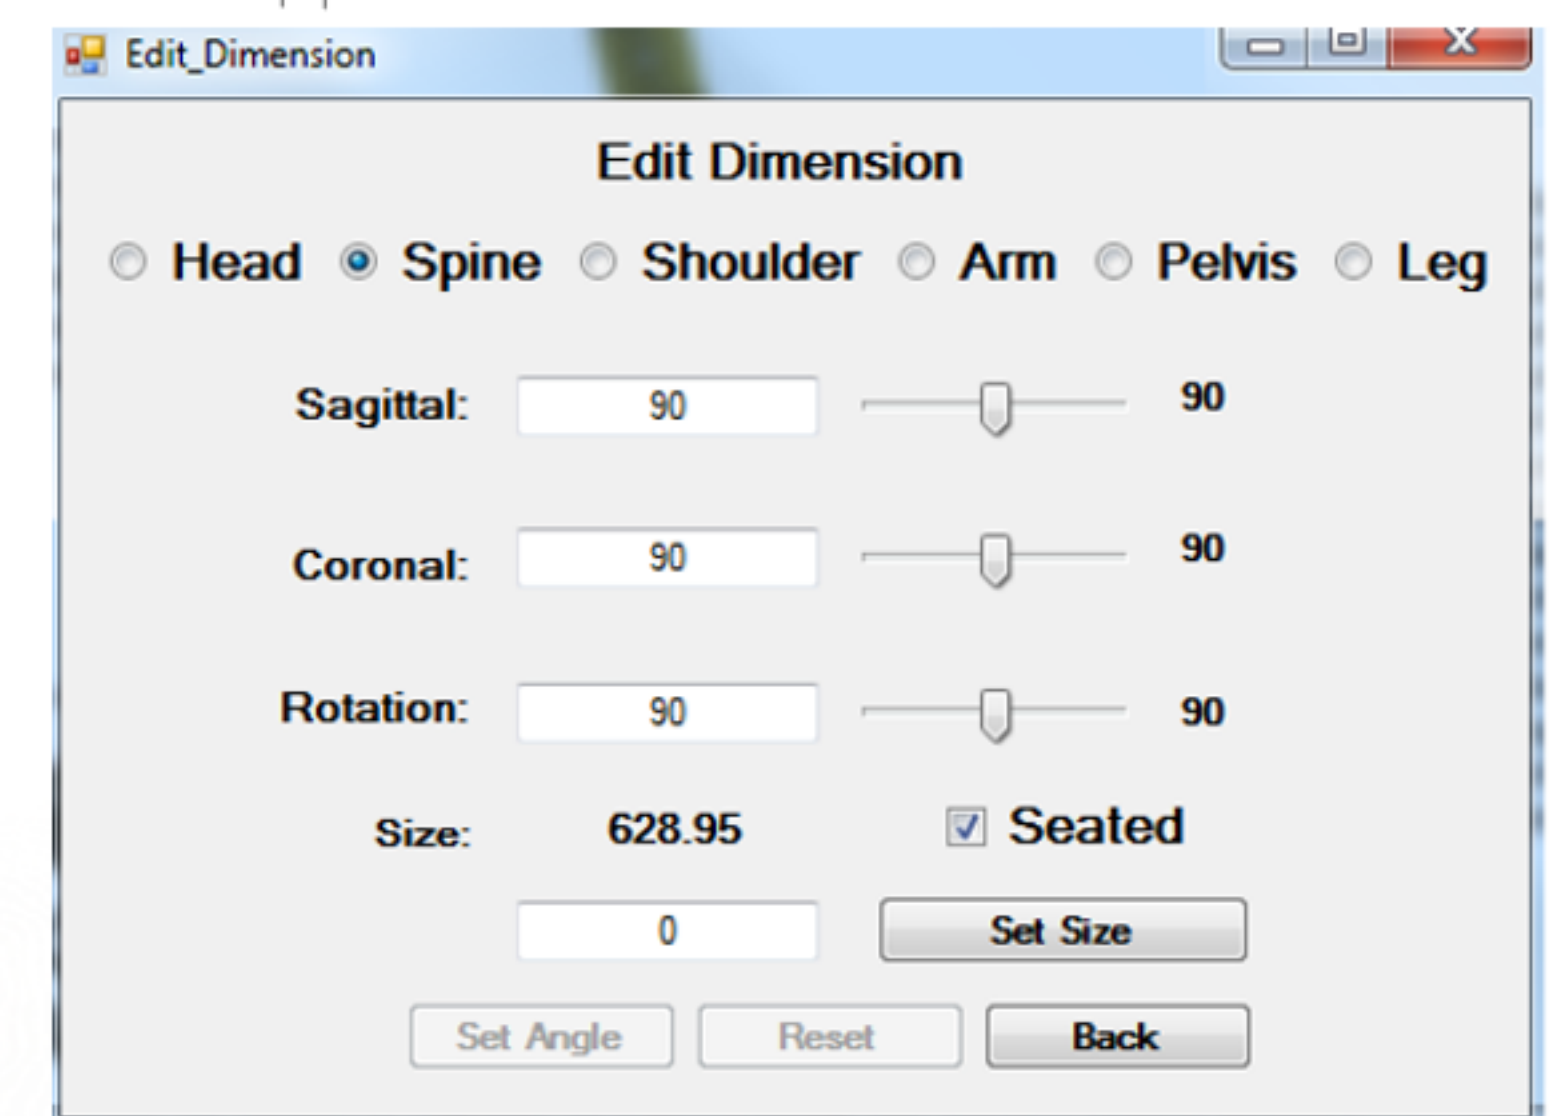 Edit_Dimension
Edit Dimension
Head Spine Shoulder Arm Pelvis Leg
Sagittal: 90 90
Coronal: 90 90
Rotation: 90 90
Size: 628.95 Seated
0 Set Size
Set Angle Reset Back